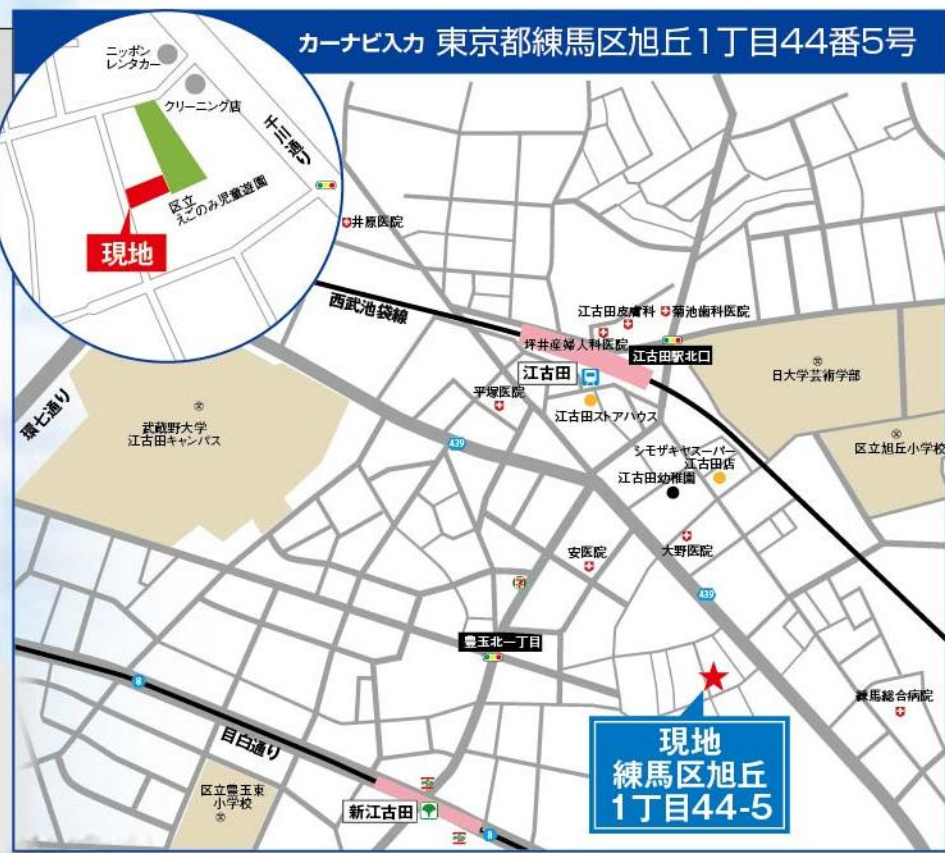 カーナビ入力 東京都練馬区旭丘1丁目44番5号
ニッポン
レンタカー
クリーニング店
千川通り
区立
えごのみ児童遊園
現地
井原医院
西武池袋線
江古田皮膚科
菊池歯科医院
坪井産婦人科医院
江古田駅北口
江古田
日大学芸術学部
環七通り
平塚医院
江古田ストアハウス
武蔵野大学
江古田キャンパス
439
シモザキヤスーパー
江古田店
区立旭丘小学校
江古田幼稚園
安医院
大野医院
7
439
豊玉北一丁目
8
練馬総合病院
目白通り
現地
練馬区旭丘
1丁目44-5
区立豊玉東
小学校
新江古田
8